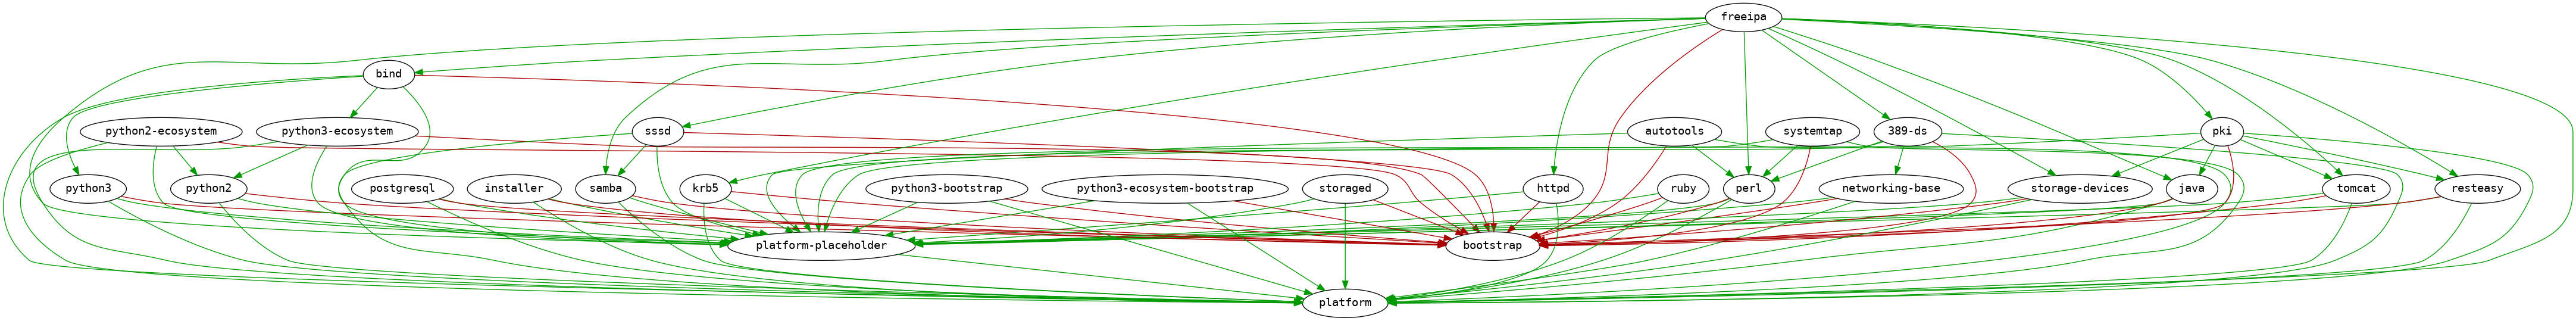 freeipa
bind
python2-ecosystem
python3-ecosystem
sssd
autotools
systemtap
389-ds
pki
python3
python2
postgresql
installer
samba
krb5
python3-bootstrap
python3-ecosystem-bootstrap
storaged
httpd
ruby
perl
networking-base
storage-devices
java
tomcat
resteasy
platform-placeholder
bootstrap
platform